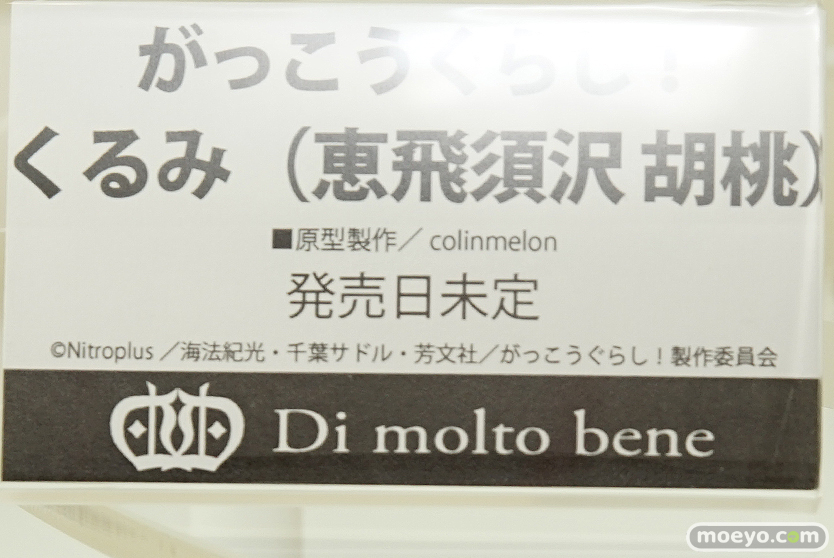 がっこうぐらし！
くるみ（恵飛須沢 胡桃）
■原型製作／ colinmelon
発売日未定
©Nitroplus ／海法紀光・千葉サドル・芳文社／がっこうぐらし！製作委員会
Di molto bene
moeyo.com